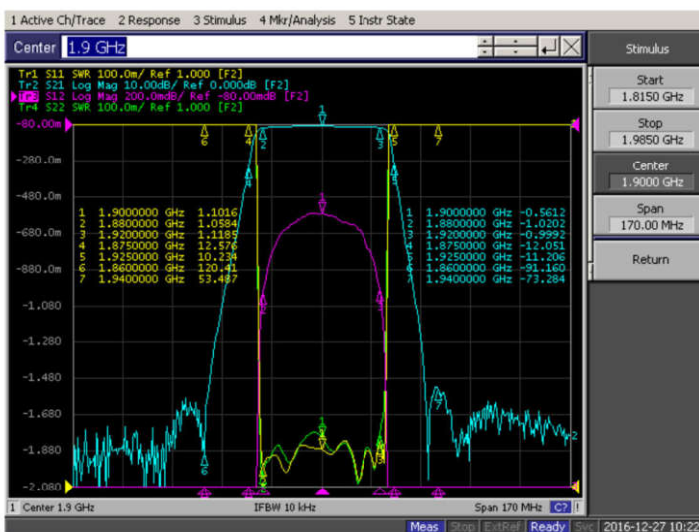 1 Active Ch/Trace 2 Response 3 Stimulus 4 Mkr/Analysis 5 Instr State
Center 1.9 GHz
Stimulus
Tr1 S11 SWR 100.0m/ Ref 1.000 [F2]
Tr2 S21 Log Mag 10.00dB/ Ref 0.000dB [F2]
Tr3 S12 Log Mag 200.0mdB/ Ref -80.00mdB [F2]
Tr4 S22 SWR 100.0m/ Ref 1.000 [F2]
-80.00m
-280.0m
-480.0m
-680.0m
-880.0m
-1.080
-1.280
-1.480
-1.680
-1.880
-2.080
1 1.9000000 GHz 1.1016
2 1.8800000 GHz 1.0584
3 1.9200000 GHz 1.1185
4 1.8750000 GHz 12.576
5 1.9250000 GHz 10.234
6 1.8600000 GHz 120.41
7 1.9400000 GHz 53.487
1 1.9000000 GHz -0.5612
2 1.8800000 GHz -1.0202
3 1.9200000 GHz -0.9992
4 1.8750000 GHz -12.051
5 1.9250000 GHz -11.206
6 1.8600000 GHz -91.160
7 1.9400000 GHz -73.284
Start
1.8150 GHz
Stop
1.9850 GHz
Center
1.9000 GHz
Span
170.00 MHz
Return
1 Center 1.9 GHz IFBW 10 kHz Span 170 MHz C? !
Meas Stop ExtRef Ready Svc 2016-12-27 10:22